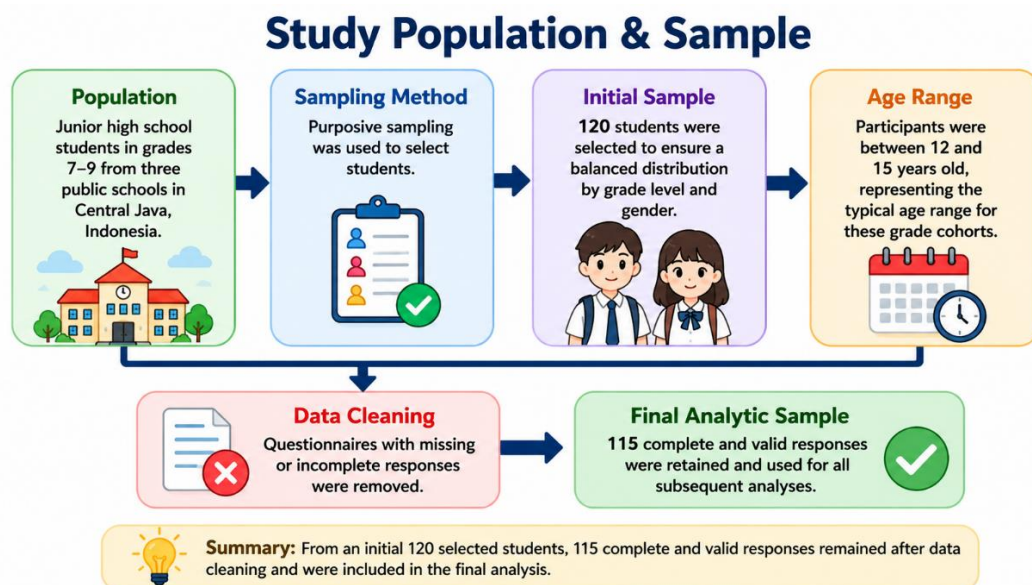 Study Population & Sample
Population
Junior high school
students in grades
7–9 from three
public schools in
Central Java,
Indonesia.
Sampling Method
Purposive sampling
was used to select
students.
Initial Sample
120 students were
selected to ensure a
balanced distribution
by grade level and
gender.
Age Range
Participants were
between 12 and
15 years old,
representing the
typical age range for
these grade cohorts.
Data Cleaning
Questionnaires with missing
or incomplete responses
were removed.
Final Analytic Sample
115 complete and valid responses
were retained and used for all
subsequent analyses.
Summary: From an initial 120 selected students, 115 complete and valid responses remained after data
cleaning and were included in the final analysis.